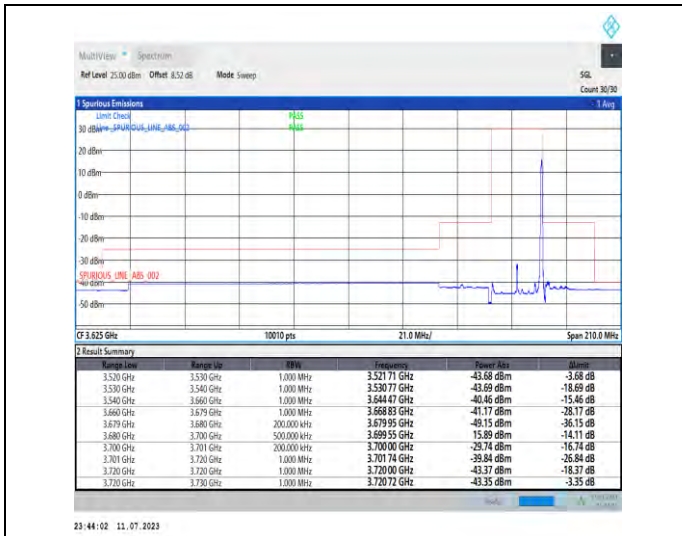 MultiView Spectrum
Ref Level 25.00 dBm Offset 8.52 dB Mode Sweep SGL
Count 30/30
1 Spurious Emissions 1 Avg
Limit Check PASS
30 dBm Line _SPURIOUS_LINE_ABS_002 PASS
20 dBm
10 dBm
0 dBm
-10 dBm
-20 dBm
-30 dBm
SPURIOUS_LINE_ABS_002
-40 dBm
-50 dBm
CF 3.625 GHz 10010 pts 21.0 MHz/ Span 210.0 MHz
2 Result Summary
Range Low Range Up RBW Frequency Power Abs ΔLimit
3.520 GHz 3.530 GHz 1.000 MHz 3.521 71 GHz -43.68 dBm -3.68 dB
3.530 GHz 3.540 GHz 1.000 MHz 3.530 77 GHz -43.69 dBm -18.69 dB
3.540 GHz 3.660 GHz 1.000 MHz 3.644 47 GHz -40.46 dBm -15.46 dB
3.660 GHz 3.679 GHz 1.000 MHz 3.668 83 GHz -41.17 dBm -28.17 dB
3.679 GHz 3.680 GHz 200.000 kHz 3.679 95 GHz -49.15 dBm -36.15 dB
3.680 GHz 3.700 GHz 500.000 kHz 3.699 55 GHz 15.89 dBm -14.11 dB
3.700 GHz 3.701 GHz 200.000 kHz 3.700 00 GHz -29.74 dBm -16.74 dB
3.701 GHz 3.720 GHz 1.000 MHz 3.701 74 GHz -39.84 dBm -26.84 dB
3.720 GHz 3.720 GHz 1.000 MHz 3.720 00 GHz -43.37 dBm -18.37 dB
3.720 GHz 3.730 GHz 1.000 MHz 3.720 72 GHz -43.35 dBm -3.35 dB
23:44:02 11.07.2023